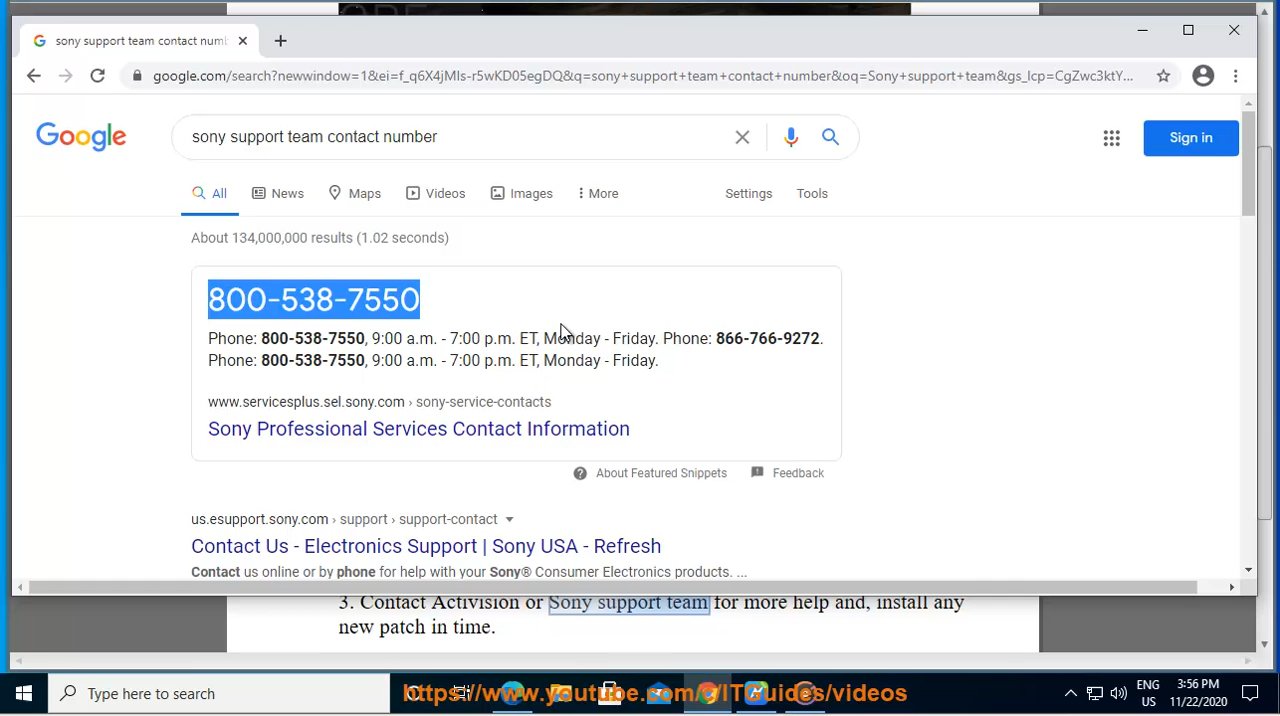 sony support team contact numb
google.com/search?newwindow=1&ei=f_q6X4jMIs-r5wKD05egDQ&q=sony+support+team+contact+number&oq=Sony+support+team&gs_lcp=CgZwc3ktY...
Google
sony support team contact number
Sign in
All News Maps Videos Images More Settings Tools
About 134,000,000 results (1.02 seconds)
800-538-7550
Phone: 800-538-7550, 9:00 a.m. - 7:00 p.m. ET, Monday - Friday. Phone: 866-766-9272.
Phone: 800-538-7550, 9:00 a.m. - 7:00 p.m. ET, Monday - Friday.
www.servicesplus.sel.sony.com › sony-service-contacts
Sony Professional Services Contact Information
About Featured Snippets Feedback
us.esupport.sony.com › support › support-contact
Contact Us - Electronics Support | Sony USA - Refresh
Contact us online or by phone for help with your Sony® Consumer Electronics products. ...
3. Contact Activision or Sony support team for more help and, install any
new patch in time.
Type here to search
https://www.youtube.com/c/ITGuides/videos
ENG
US
3:56 PM
11/22/2020